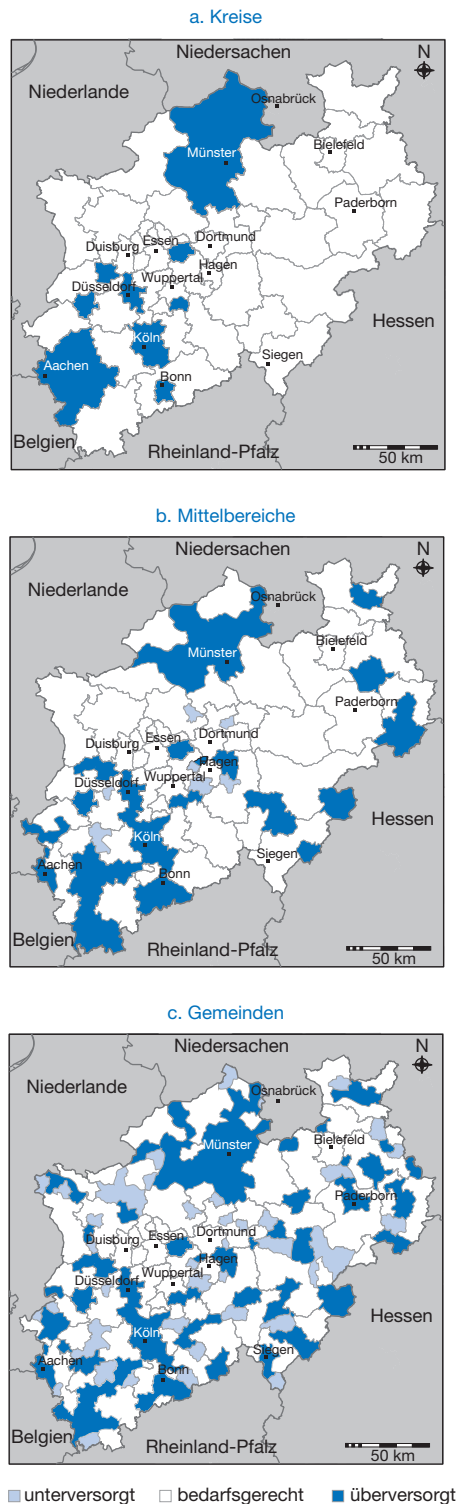 a. Kreise
Niedersachen
N
Niederlande
Osnabrück
Münster
Bielefeld
Paderborn
Duisburg
Essen
Dortmund
Hagen
Wuppertal
Düsseldorf
Hessen
Köln
Siegen
Aachen
Bonn
Belgien
Rheinland-Pfalz
50 km
b. Mittelbereiche
Niedersachen
N
Niederlande
Osnabrück
Münster
Bielefeld
Paderborn
Duisburg
Essen
Dortmund
Hagen
Wuppertal
Düsseldorf
Hessen
Köln
Siegen
Aachen
Bonn
Belgien
Rheinland-Pfalz
50 km
c. Gemeinden
Niedersachen
N
Niederlande
Osnabrück
Münster
Bielefeld
Paderborn
Duisburg
Essen
Dortmund
Hagen
Wuppertal
Düsseldorf
Hessen
Köln
Siegen
Aachen
Bonn
Belgien
Rheinland-Pfalz
50 km
unterversorgt bedarfsgerecht überversorgt